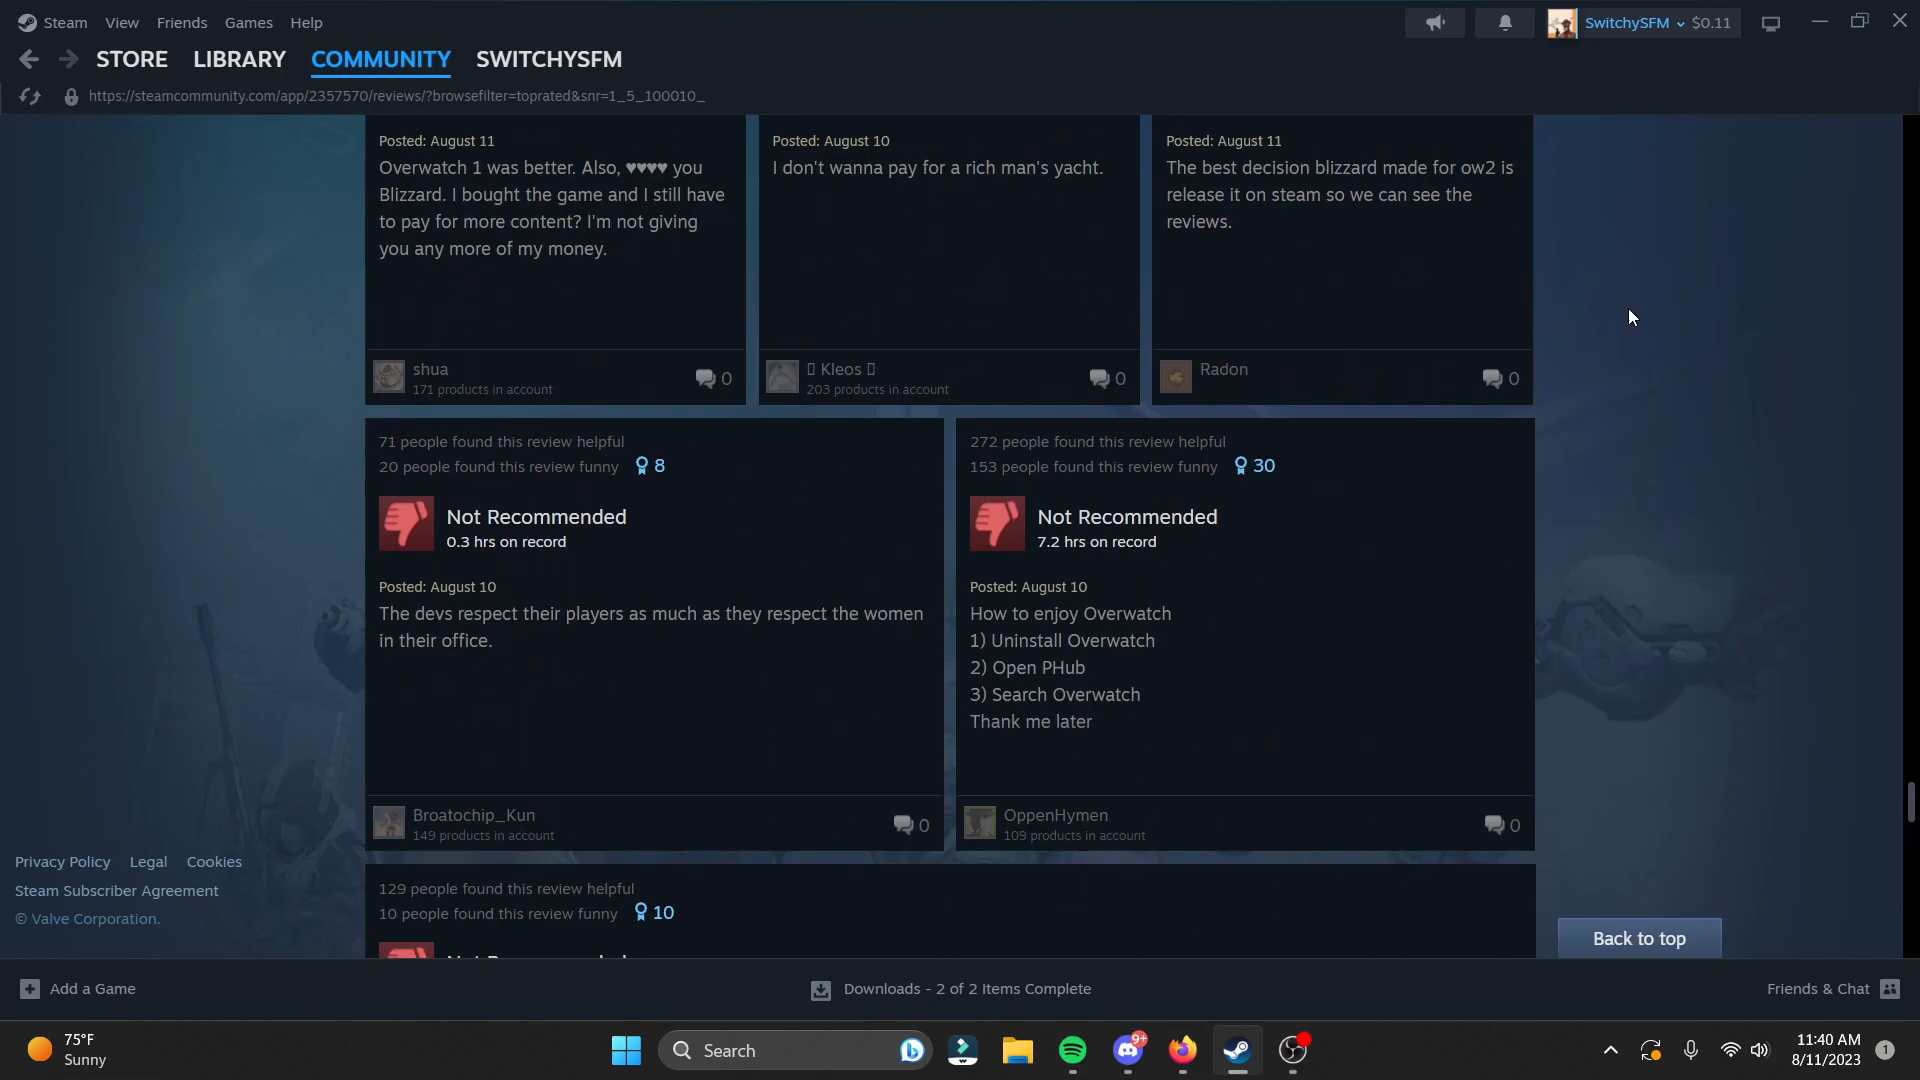 Steam View Friends Games Help
SwitchySFM $0.11
STORE LIBRARY COMMUNITY SWITCHYSFM
https://steamcommunity.com/app/2357570/reviews/?browsefilter=toprated&snr=1_5_100010_
Posted: August 11
Overwatch 1 was better. Also, ♥♥♥♥ you
Blizzard. I bought the game and I still have
to pay for more content? I'm not giving
you any more of my money.
shua
171 products in account
0
Posted: August 10
I don't wanna pay for a rich man's yacht.
Kleos
203 products in account
0
Posted: August 11
The best decision blizzard made for ow2 is
release it on steam so we can see the
reviews.
Radon
0
71 people found this review helpful
20 people found this review funny 8
Not Recommended
0.3 hrs on record
Posted: August 10
The devs respect their players as much as they respect the women
in their office.
Broatochip_Kun
149 products in account
0
272 people found this review helpful
153 people found this review funny 30
Not Recommended
7.2 hrs on record
Posted: August 10
How to enjoy Overwatch
1) Uninstall Overwatch
2) Open PHub
3) Search Overwatch
Thank me later
OppenHymen
109 products in account
0
129 people found this review helpful
10 people found this review funny 10
Privacy Policy Legal Cookies
Steam Subscriber Agreement
© Valve Corporation.
Back to top
Add a Game
Downloads - 2 of 2 Items Complete
Friends & Chat
75°F
Sunny
Search
9+
11:40 AM
8/11/2023
1